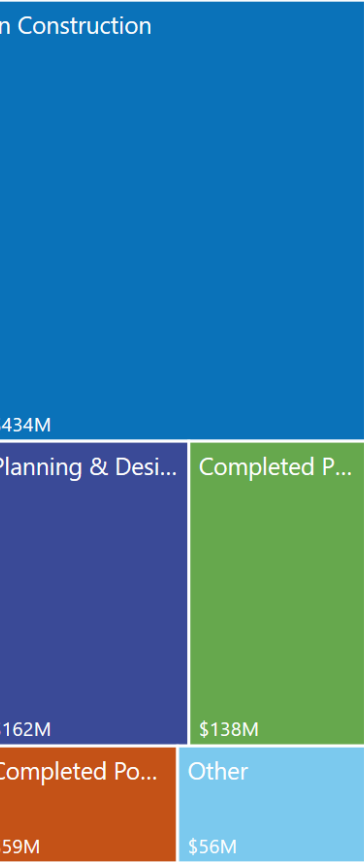 n Construction
434M
Planning & Desi...
Completed P...
162M
$138M
Completed Po...
Other
59M
$56M